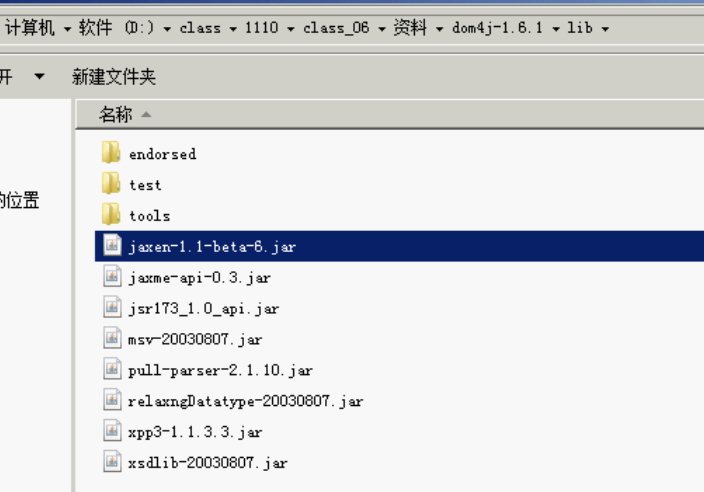 计算机 软件 (D:) class 1110 class_06 资料 dom4j-1.6.1 lib
开 新建文件夹
名称
endorsed
test
的位置
tools
jaxen-1.1-beta-6.jar
jaxme-api-0.3.jar
jsr173_1.0_api.jar
msv-20030807.jar
pull-parser-2.1.10.jar
relaxngDatatype-20030807.jar
xpp3-1.1.3.3.jar
xsdlib-20030807.jar